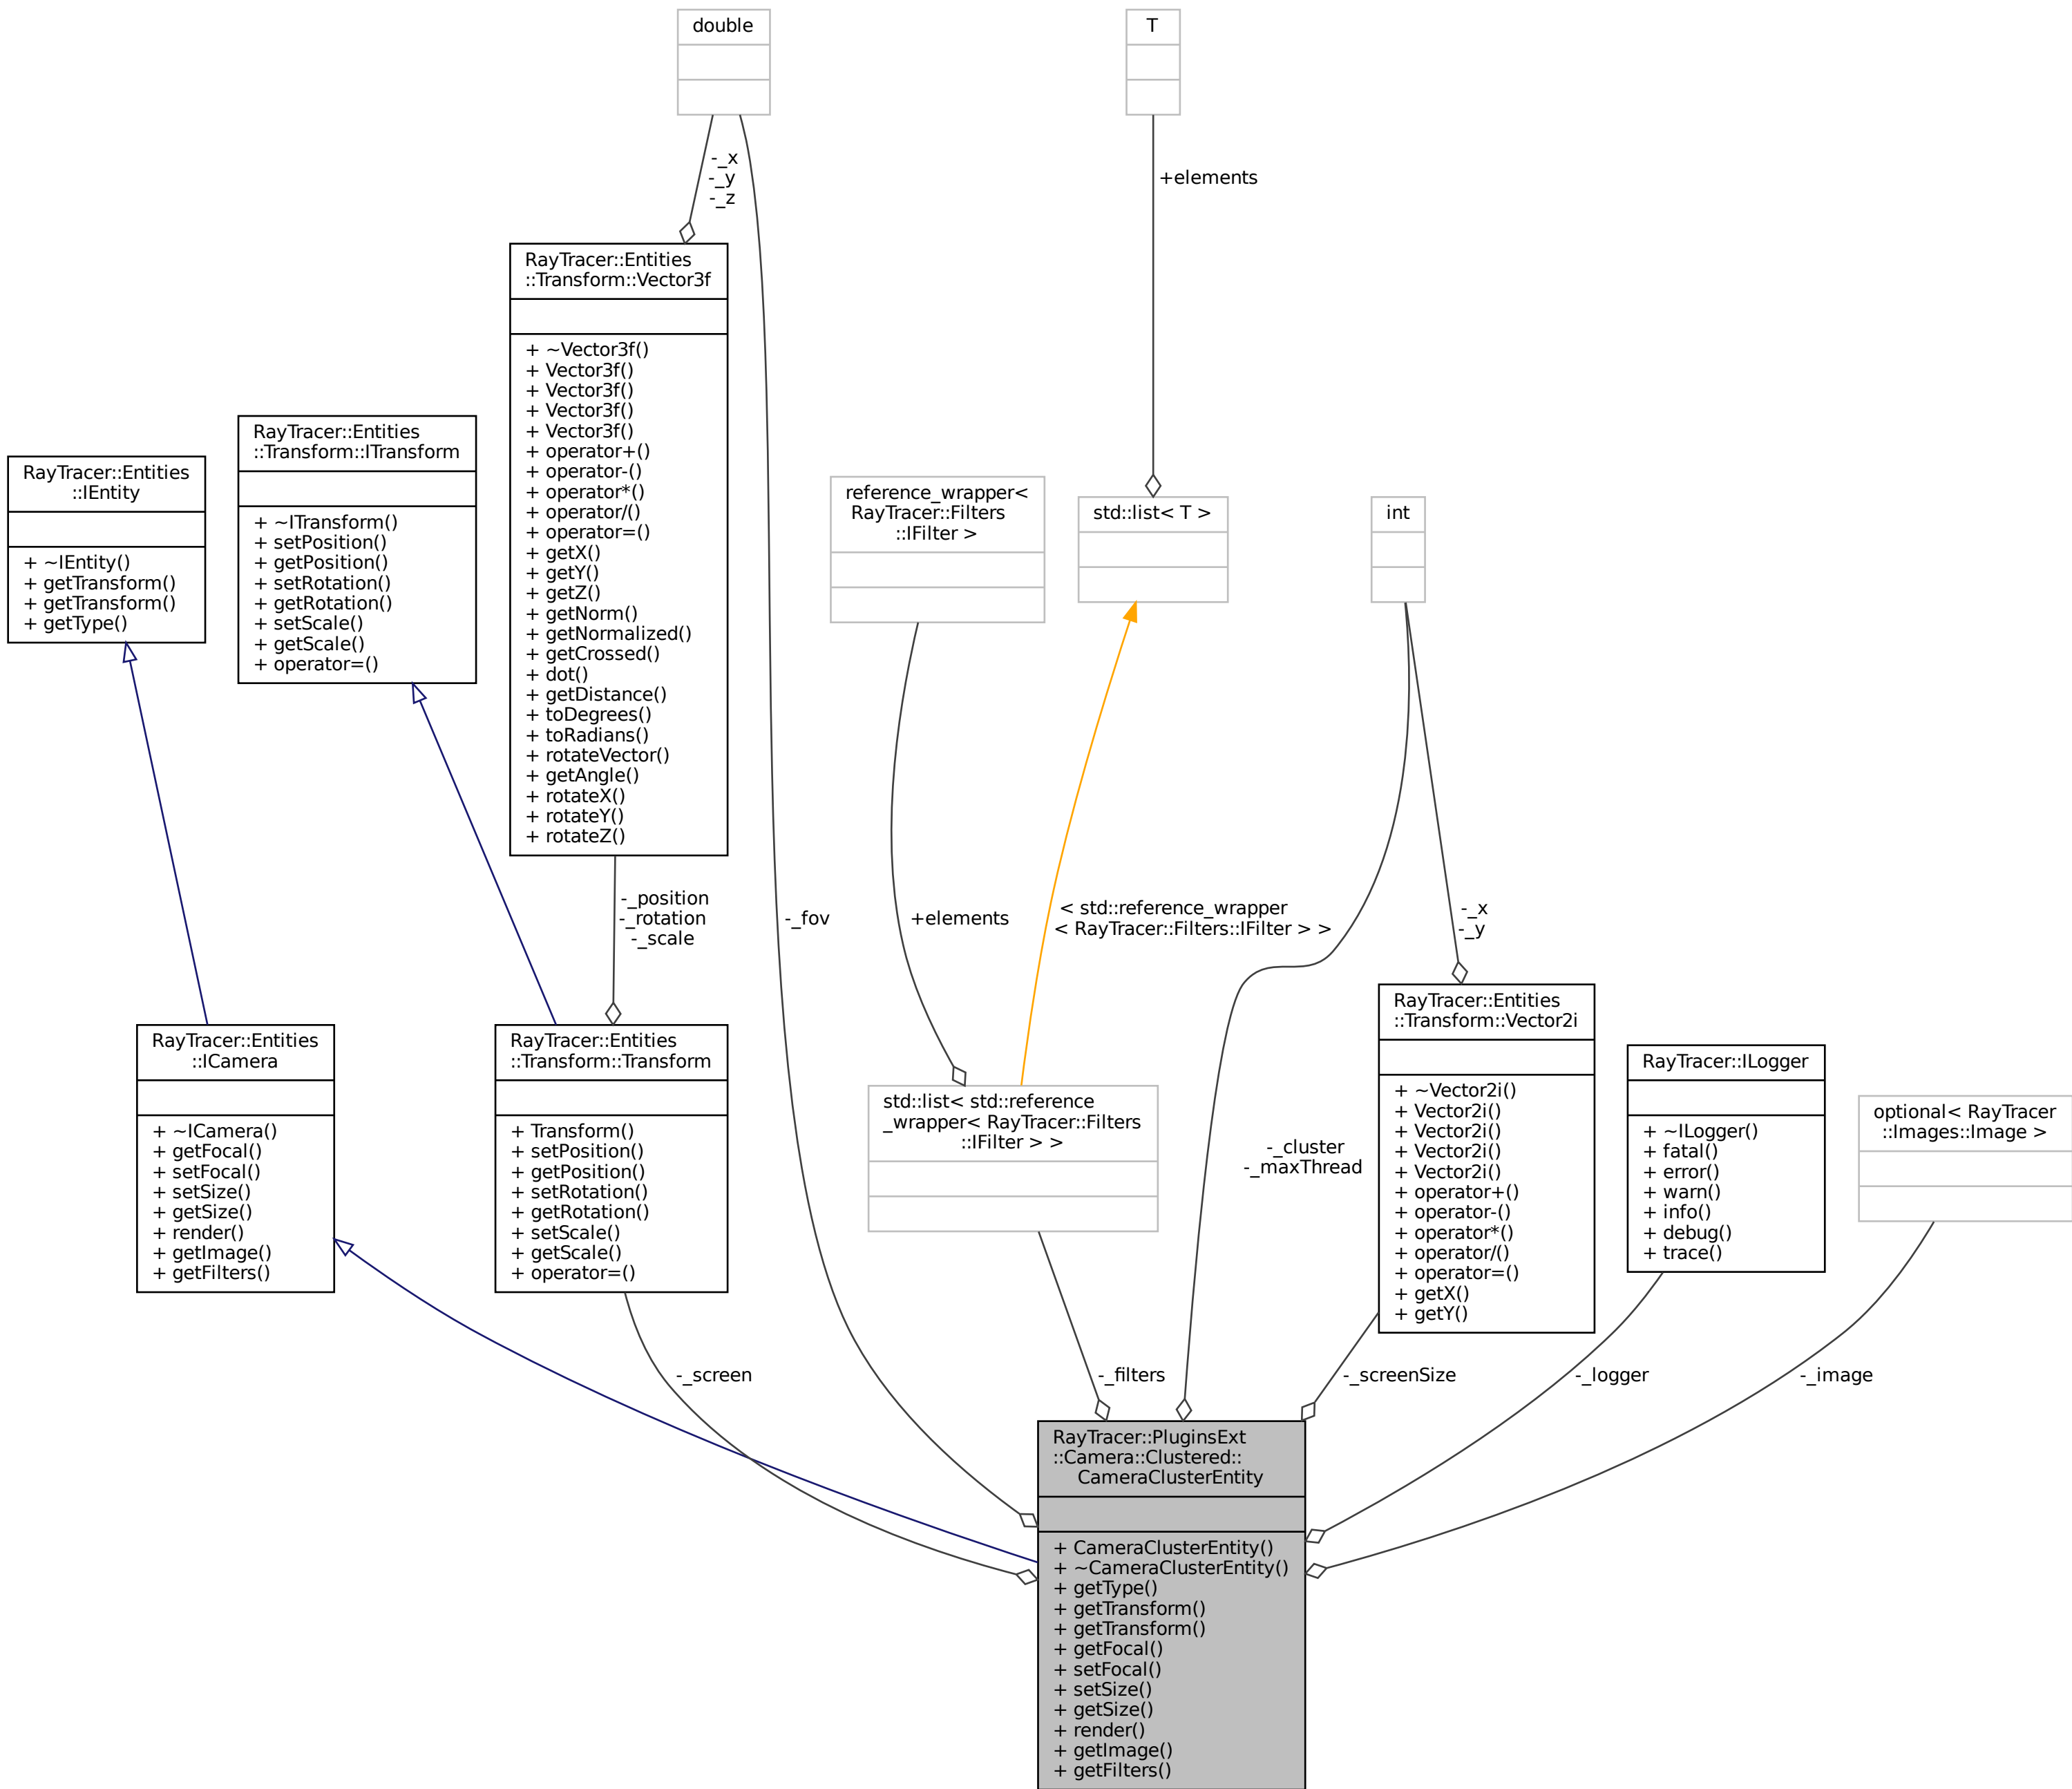 double
T
-_x
-_y
-_z
+elements
RayTracer::Entities
::Transform::Vector3f
+ ~Vector3f()
+ Vector3f()
+ Vector3f()
+ Vector3f()
+ Vector3f()
+ operator+()
+ operator-()
+ operator*()
+ operator/()
+ operator=()
+ getX()
+ getY()
+ getZ()
+ getNorm()
+ getNormalized()
+ getCrossed()
+ dot()
+ getDistance()
+ toDegrees()
+ toRadians()
+ rotateVector()
+ getAngle()
+ rotateX()
+ rotateY()
+ rotateZ()
RayTracer::Entities
::Transform::ITransform
+ ~ITransform()
+ setPosition()
+ getPosition()
+ setRotation()
+ getRotation()
+ setScale()
+ getScale()
+ operator=()
RayTracer::Entities
::IEntity
+ ~IEntity()
+ getTransform()
+ getTransform()
+ getType()
reference_wrapper<
RayTracer::Filters
::IFilter >
std::list< T >
int
-_position
-_rotation
-_scale
-_fov
+elements
< std::reference_wrapper
< RayTracer::Filters::IFilter > >
-_x
-_y
RayTracer::Entities
::ICamera
+ ~ICamera()
+ getFocal()
+ setFocal()
+ setSize()
+ getSize()
+ render()
+ getImage()
+ getFilters()
RayTracer::Entities
::Transform::Transform
+ Transform()
+ setPosition()
+ getPosition()
+ setRotation()
+ getRotation()
+ setScale()
+ getScale()
+ operator=()
std::list< std::reference
_wrapper< RayTracer::Filters
::IFilter > >
-_cluster
-_maxThread
RayTracer::Entities
::Transform::Vector2i
+ ~Vector2i()
+ Vector2i()
+ Vector2i()
+ Vector2i()
+ Vector2i()
+ operator+()
+ operator-()
+ operator*()
+ operator/()
+ operator=()
+ getX()
+ getY()
RayTracer::ILogger
+ ~ILogger()
+ fatal()
+ error()
+ warn()
+ info()
+ debug()
+ trace()
optional< RayTracer
::Images::Image >
-_screen
-_filters
-_screenSize
-_logger
-_image
RayTracer::PluginsExt
::Camera::Clustered::
CameraClusterEntity
+ CameraClusterEntity()
+ ~CameraClusterEntity()
+ getType()
+ getTransform()
+ getTransform()
+ getFocal()
+ setFocal()
+ setSize()
+ getSize()
+ render()
+ getImage()
+ getFilters()